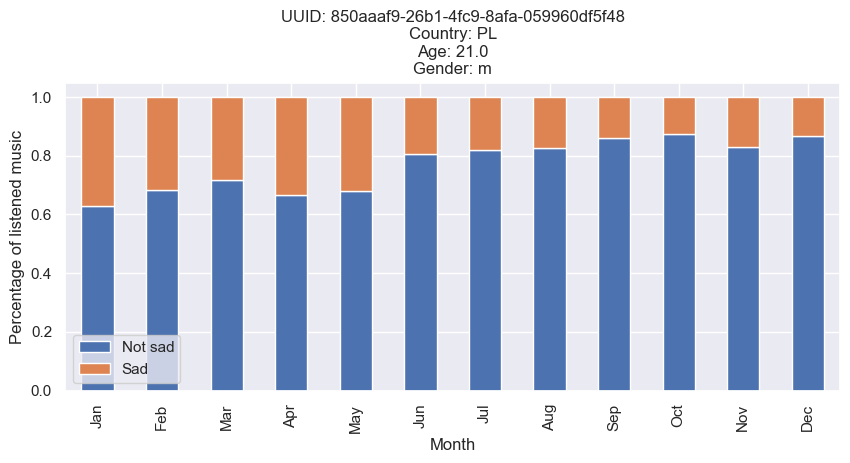 UUID: 850aaaf9-26b1-4fc9-8afa-059960df5f48
Country: PL
Age: 21.0
Gender: m
Percentage of listened music
1.0
0.8
0.6
0.4
0.2
0.0
Not sad
Sad
Jan
Feb
Mar
Apr
May
Jun
Jul
Aug
Sep
Oct
Nov
Dec
Month